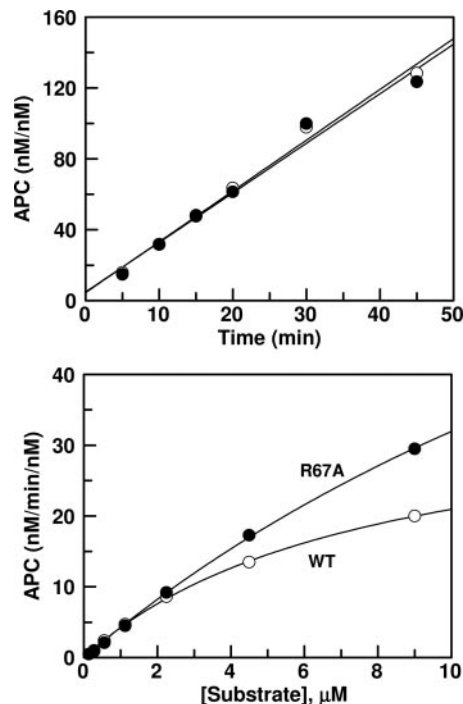 160
120
80
40
0
APC (nM/nM)
0 10 20 30 40 50
Time (min)
40
30
20
10
0
APC (nM/min/nM)
R67A
WT
0 2 4 6 8 10
[Substrate], μM